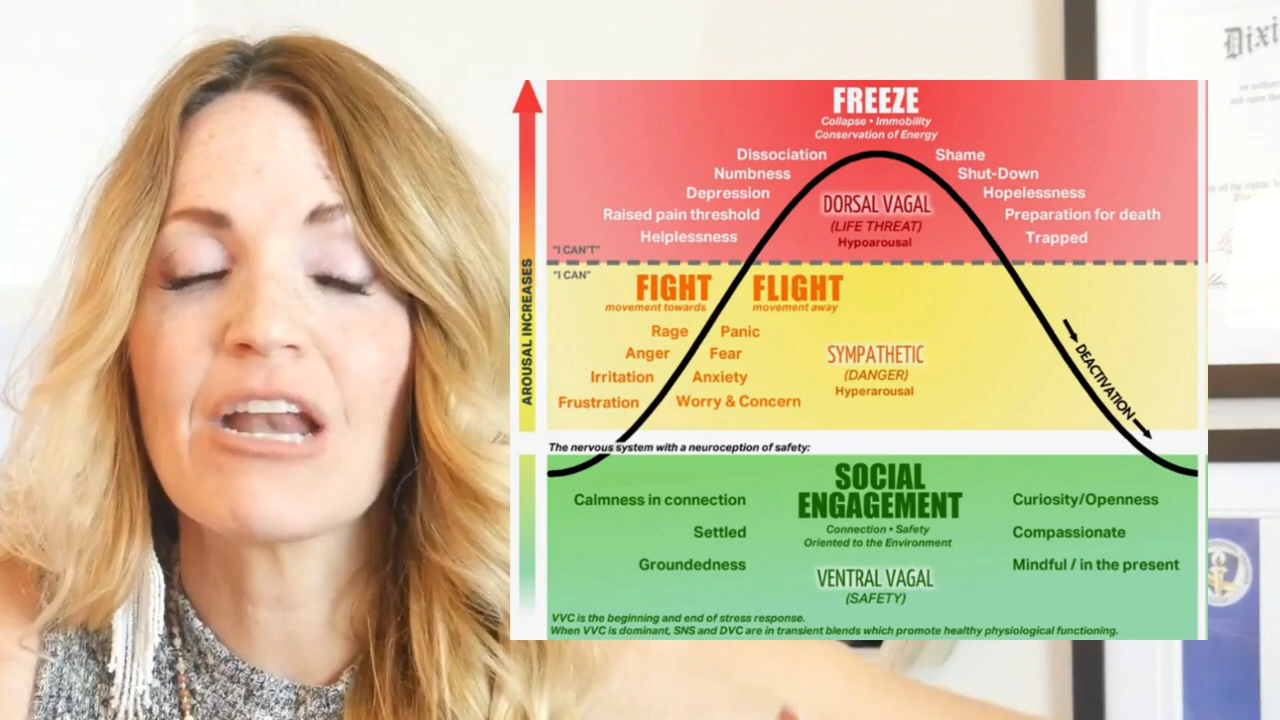 Dixi
FREEZE
Collapse • Immobility
Conservation of Energy
Dissociation
Numbness
Depression
Raised pain threshold
Helplessness
Shame
Shut-Down
Hopelessness
Preparation for death
Trapped
DORSAL VAGAL
(LIFE THREAT)
Hypoarousal
"I CAN'T"
"I CAN"
AROUSAL INCREASES
FIGHT
movement towards
FLIGHT
movement away
Rage
Anger
Irritation
Frustration
Panic
Fear
Anxiety
Worry & Concern
SYMPATHETIC
(DANGER)
Hyperarousal
DEACTIVATION
The nervous system with a neuroception of safety:
SOCIAL
ENGAGEMENT
Connection • Safety
Oriented to the Environment
Calmness in connection
Settled
Groundedness
Curiosity/Openness
Compassionate
Mindful / in the present
VENTRAL VAGAL
(SAFETY)
VVC is the beginning and end of stress response.
When VVC is dominant, SNS and DVC are in transient blends which promote healthy physiological functioning.